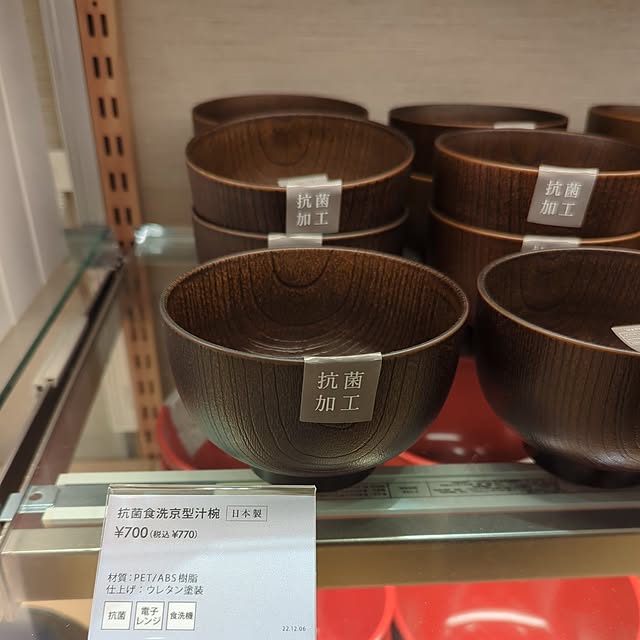 抗菌
加工
抗菌
加工
抗菌
加工
抗菌食洗京型汁椀 日本製
¥700(税込 ¥770)
材質:PET/ABS樹脂
仕上げ:ウレタン塗装
抗菌 電子レンジ 食洗機
22.12.06